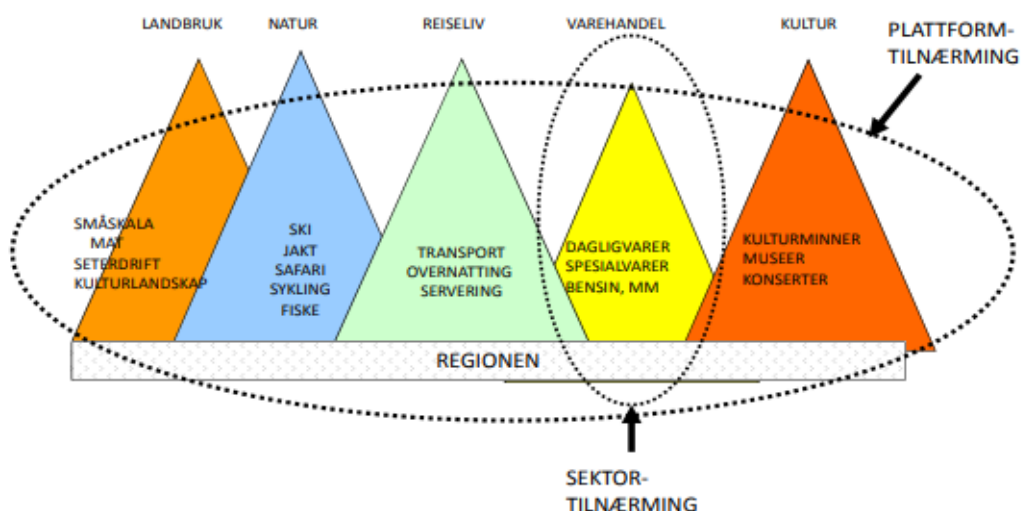 LANDBRUK
NATUR
REISELIV
VAREHANDEL
KULTUR
PLATTFORM-
TILNÆRMING
SMÅSKALA
MAT
SETERDRIFT
KULTURLANDSKAP
SKI
JAKT
SAFARI
SYKLING
FISKE
TRANSPORT
OVERNATTING
SERVERING
DAGLIGVARER
SPESIALVARER
BENSIN, MM
KULTURMINNER
MUSEER
KONSERTER
REGIONEN
SEKTOR-
TILNÆRMING